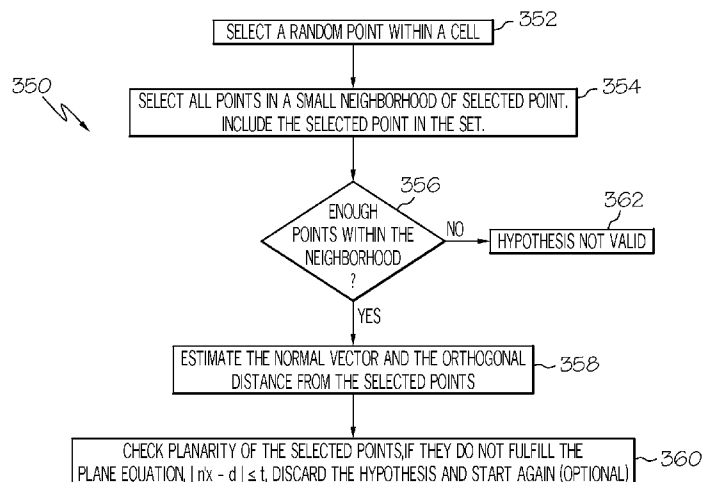 352
SELECT A RANDOM POINT WITHIN A CELL
350
354
SELECT ALL POINTS IN A SMALL NEIGHBORHOOD OF SELECTED POINT.
INCLUDE THE SELECTED POINT IN THE SET.
356
ENOUGH
POINTS WITHIN THE
NEIGHBORHOOD
?
NO
362
HYPOTHESIS NOT VALID
YES
ESTIMATE THE NORMAL VECTOR AND THE ORTHOGONAL
DISTANCE FROM THE SELECTED POINTS
358
CHECK PLANARITY OF THE SELECTED POINTS,IF THEY DO NOT FULFILL THE
PLANE EQUATION, | n'x - d | ≤ t, DISCARD THE HYPOTHESIS AND START AGAIN (OPTIONAL)
360